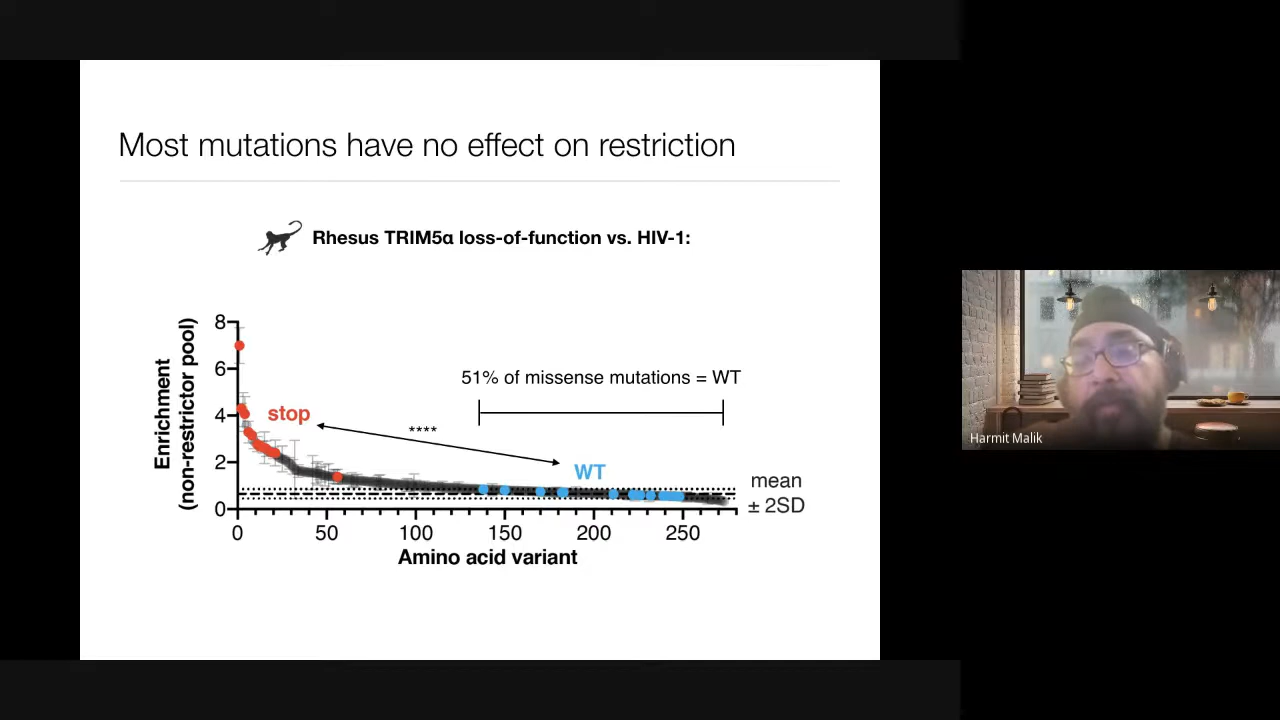 Most mutations have no effect on restriction
Rhesus TRIM5α loss-of-function vs. HIV-1:
Enrichment
(non-restrictor pool)
8
6
4
2
0
51% of missense mutations = WT
stop
****
WT
mean
± 2SD
0
50
100
150
200
250
Amino acid variant
Harmit Malik